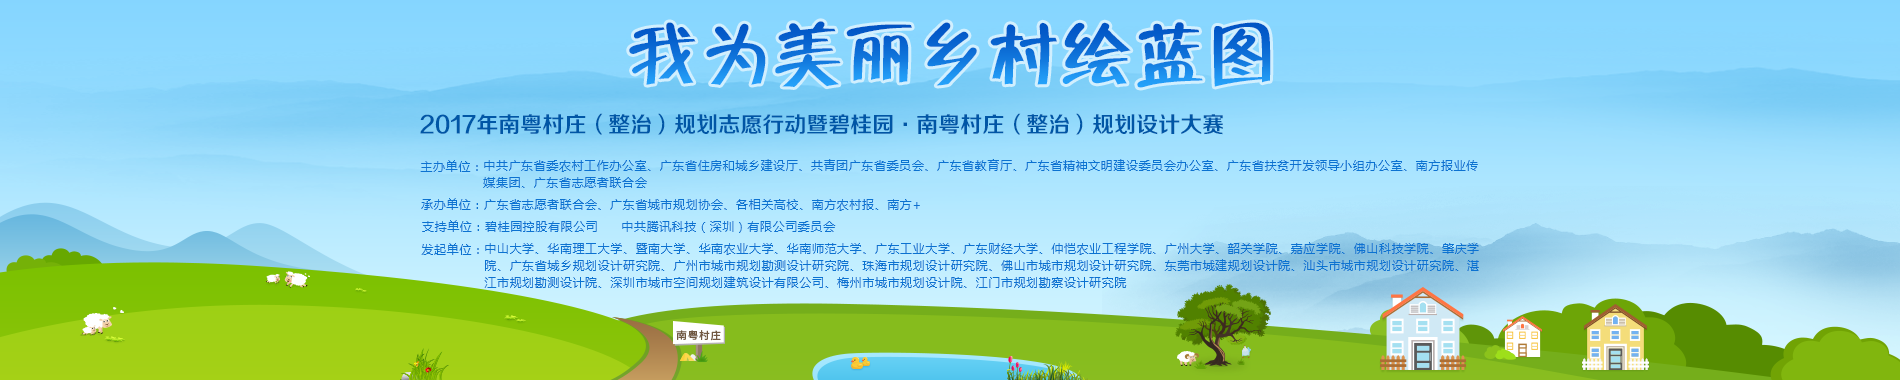 我为美丽乡村绘蓝图
2017年南粤村庄（整治）规划志愿行动暨碧桂园·南粤村庄（整治）规划设计大赛
主办单位：中共广东省委农村工作办公室、广东省住房和城乡建设厅、共青团广东省委员会、广东省教育厅、广东省精神文明建设委员会办公室、广东省扶贫开发领导小组办公室、南方报业传
媒集团、广东省志愿者联合会
承办单位：广东省志愿者联合会、广东省城市规划协会、各相关高校、南方农村报、南方+
支持单位：碧桂园控股有限公司 中共腾讯科技（深圳）有限公司委员会
发起单位：中山大学、华南理工大学、暨南大学、华南农业大学、华南师范大学、广东工业大学、广东财经大学、仲恺农业工程学院、广州大学、韶关学院、嘉应学院、佛山科技学院、肇庆学
院、广东省城乡规划设计研究院、广州市城市规划勘测设计研究院、珠海市规划设计研究院、佛山市城市规划设计研究院、东莞市城建规划设计院、汕头市城市规划设计研究院、湛
江市规划勘测设计院、深圳市城市空间规划建筑设计有限公司、梅州市城市规划设计院、江门市规划勘察设计研究院
南粤村庄